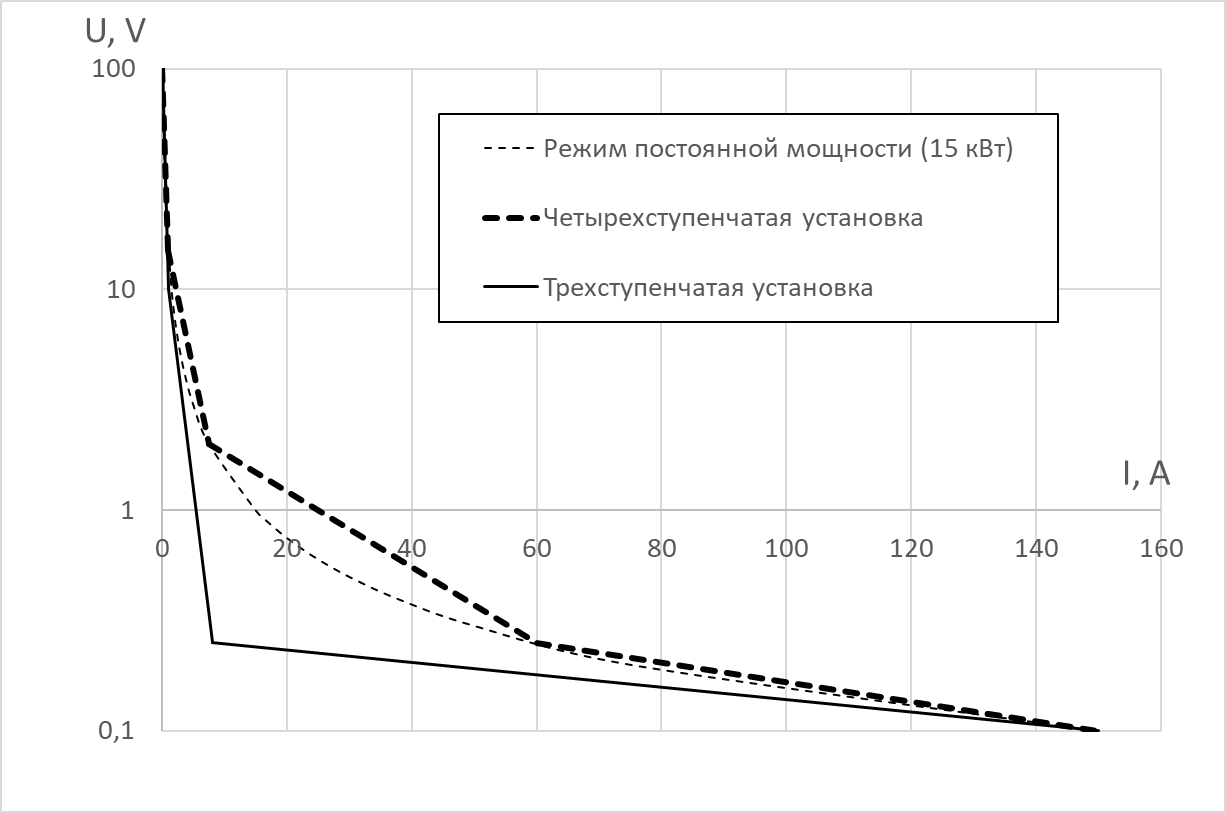 U, V
100
10
1
0,1
Режим постоянной мощности (15 кВт)
Четырехступенчатая установка
Трехступенчатая установка
I, A
0 20 40 60 80 100 120 140 160